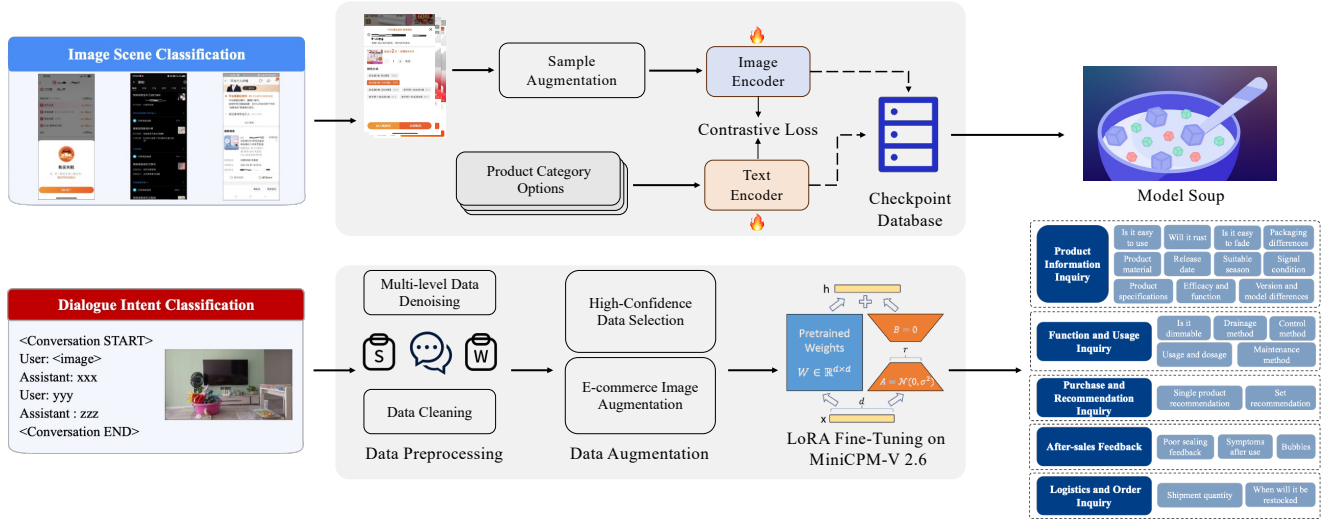 Image Scene Classification
Sample
Augmentation
Image
Encoder
Contrastive Loss
Product Category
Options
Text
Encoder
Checkpoint
Database
Model Soup
Dialogue Intent Classification
<Conversation START>
User: <image>
Assistant: xxx
User: yyy
Assistant : zzz
<Conversation END>
Multi-level Data
Denoising
S
W
Data Cleaning
Data Preprocessing
High-Confidence
Data Selection
E-commerce Image
Augmentation
Data Augmentation
h
Pretrained
Weights
W ∈ ℝ^{d×d}
B = 0
r
A = 𝒩(0, σ²)
d
x
LoRA Fine-Tuning on
MiniCPM-V 2.6
Product
Information
Inquiry
Is it easy
to use
Will it rust
Is it easy
to fade
Packaging
differences
Product
material
Release
date
Suitable
season
Signal
condition
Product
specifications
Efficacy and
function
Version and
model differences
Function and Usage
Inquiry
Is it
dimmable
Drainage
method
Control
method
Usage and dosage
Maintenance
method
Purchase and
Recommendation
Inquiry
Single product
recommendation
Set
recommendation
After-sales Feedback
Poor sealing
feedback
Symptoms
after use
Bubbles
Logistics and Order
Inquiry
Shipment quantity
When will it be
restocked